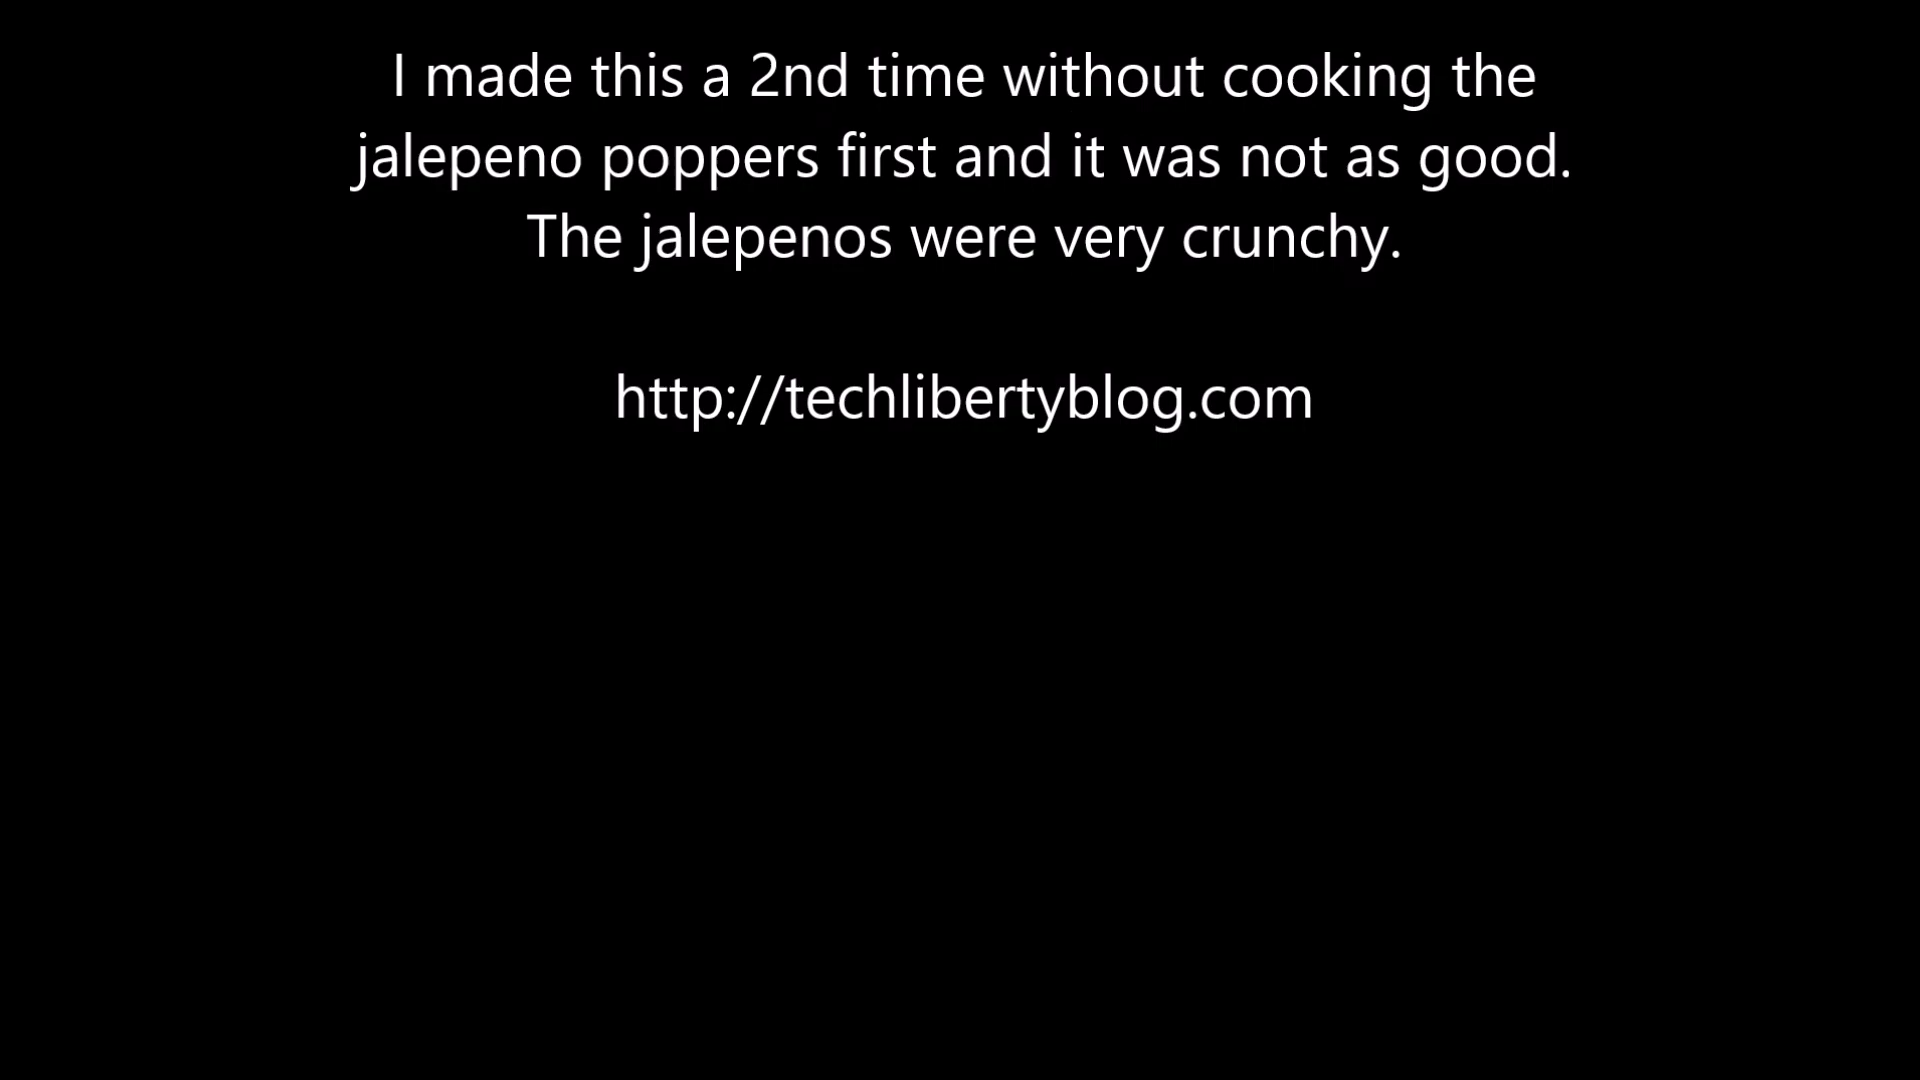 I made this a 2nd time without cooking the
jalepeno poppers first and it was not as good.
The jalepenos were very crunchy.
http://techlibertyblog.com